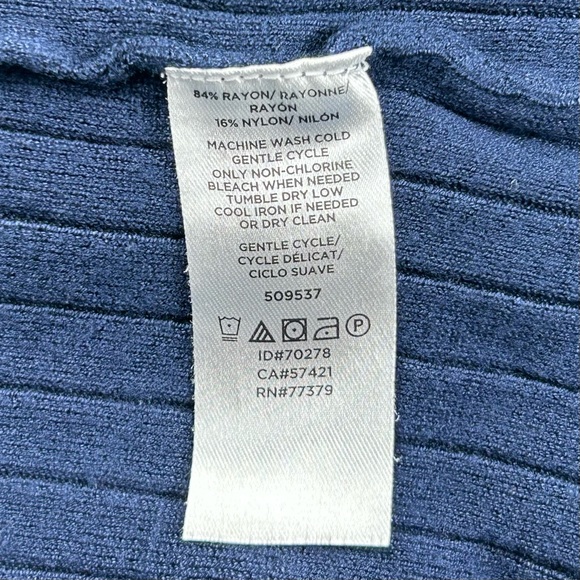 84% RAYON/ RAYONNE/
RAYÓN
16% NYLON/ NILÓN
MACHINE WASH COLD
GENTLE CYCLE
ONLY NON-CHLORINE
BLEACH WHEN NEEDED
TUMBLE DRY LOW
COOL IRON IF NEEDED
OR DRY CLEAN
GENTLE CYCLE/
CYCLE DÉLICAT/
CICLO SUAVE
509537
P
ID#70278
CA#57421
RN#77379